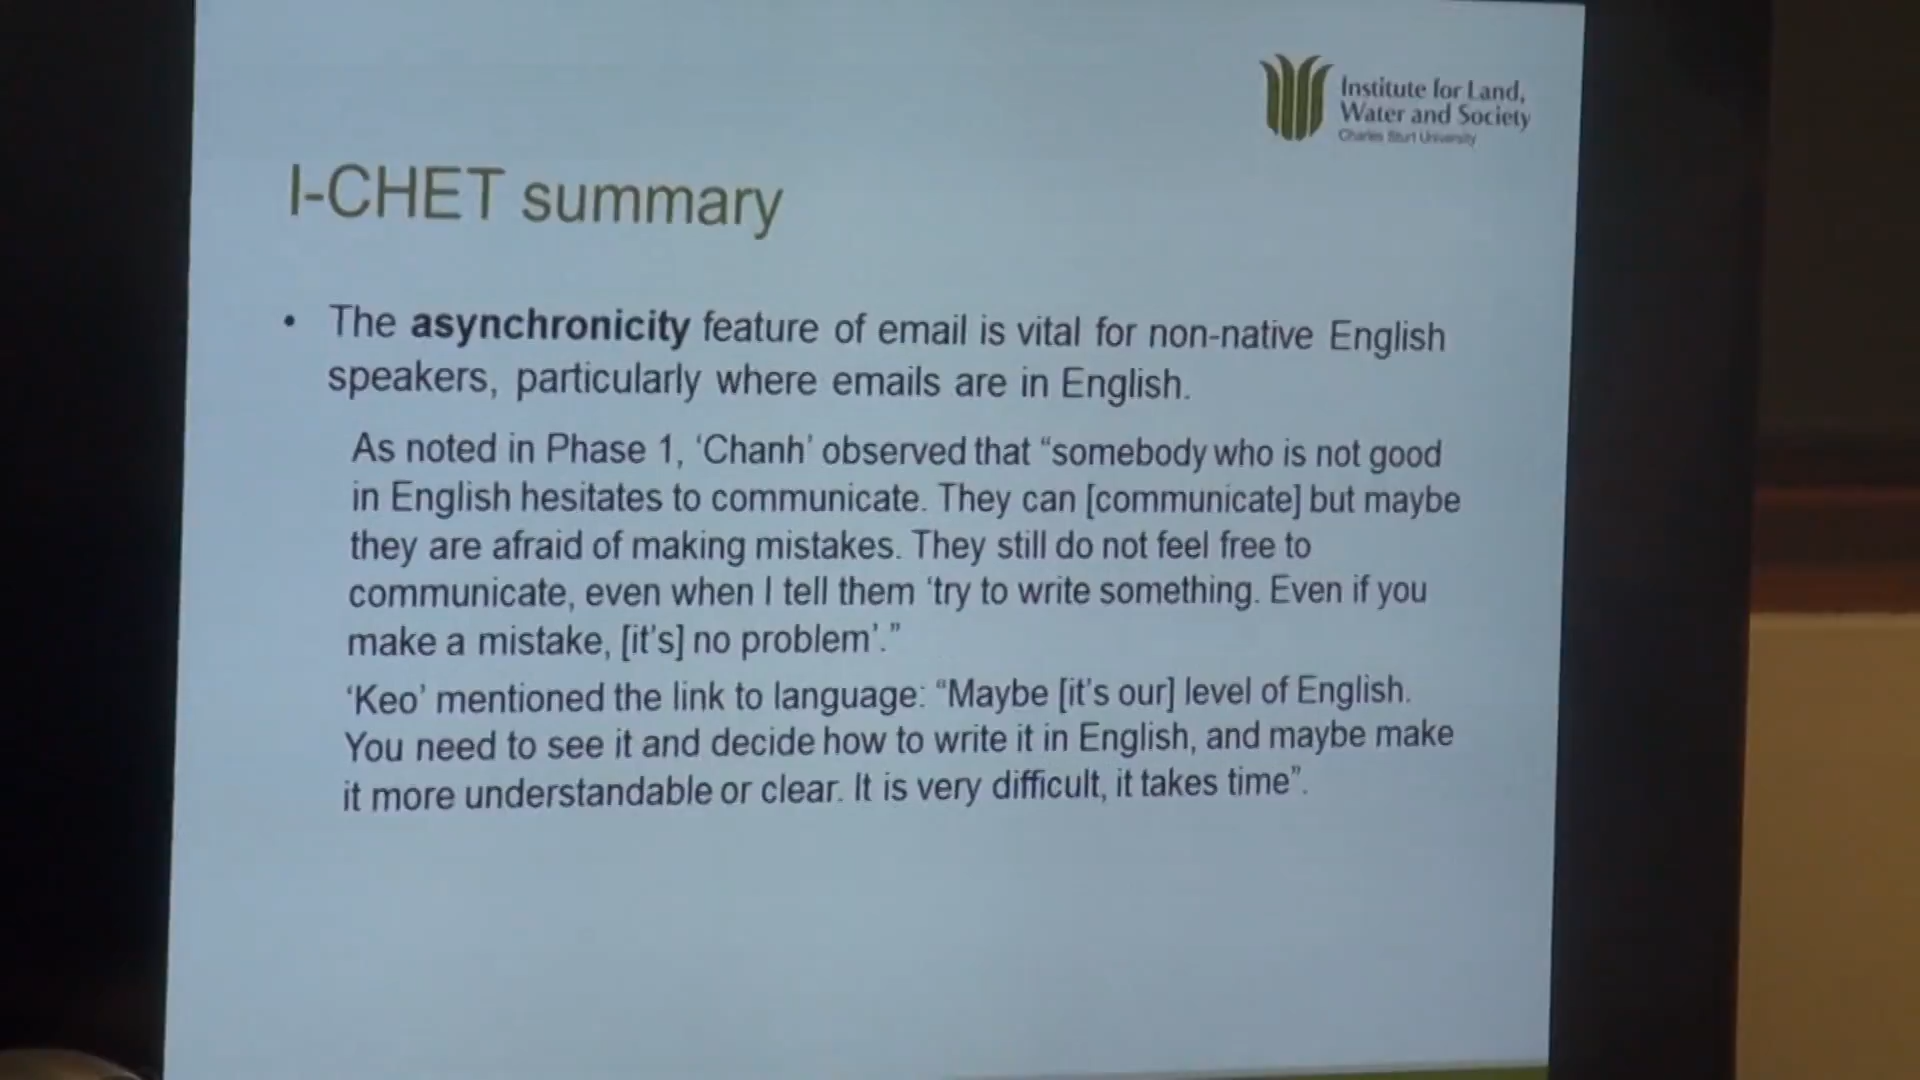 Institute for Land,
Water and Society
Charles Sturt University
I-CHET summary
• The asynchronicity feature of email is vital for non-native English
speakers, particularly where emails are in English.
As noted in Phase 1, ‘Chanh’ observed that “somebody who is not good
in English hesitates to communicate. They can [communicate] but maybe
they are afraid of making mistakes. They still do not feel free to
communicate, even when I tell them ‘try to write something. Even if you
make a mistake, [it’s] no problem’.”
‘Keo’ mentioned the link to language: “Maybe [it’s our] level of English.
You need to see it and decide how to write it in English, and maybe make
it more understandable or clear. It is very difficult, it takes time”.